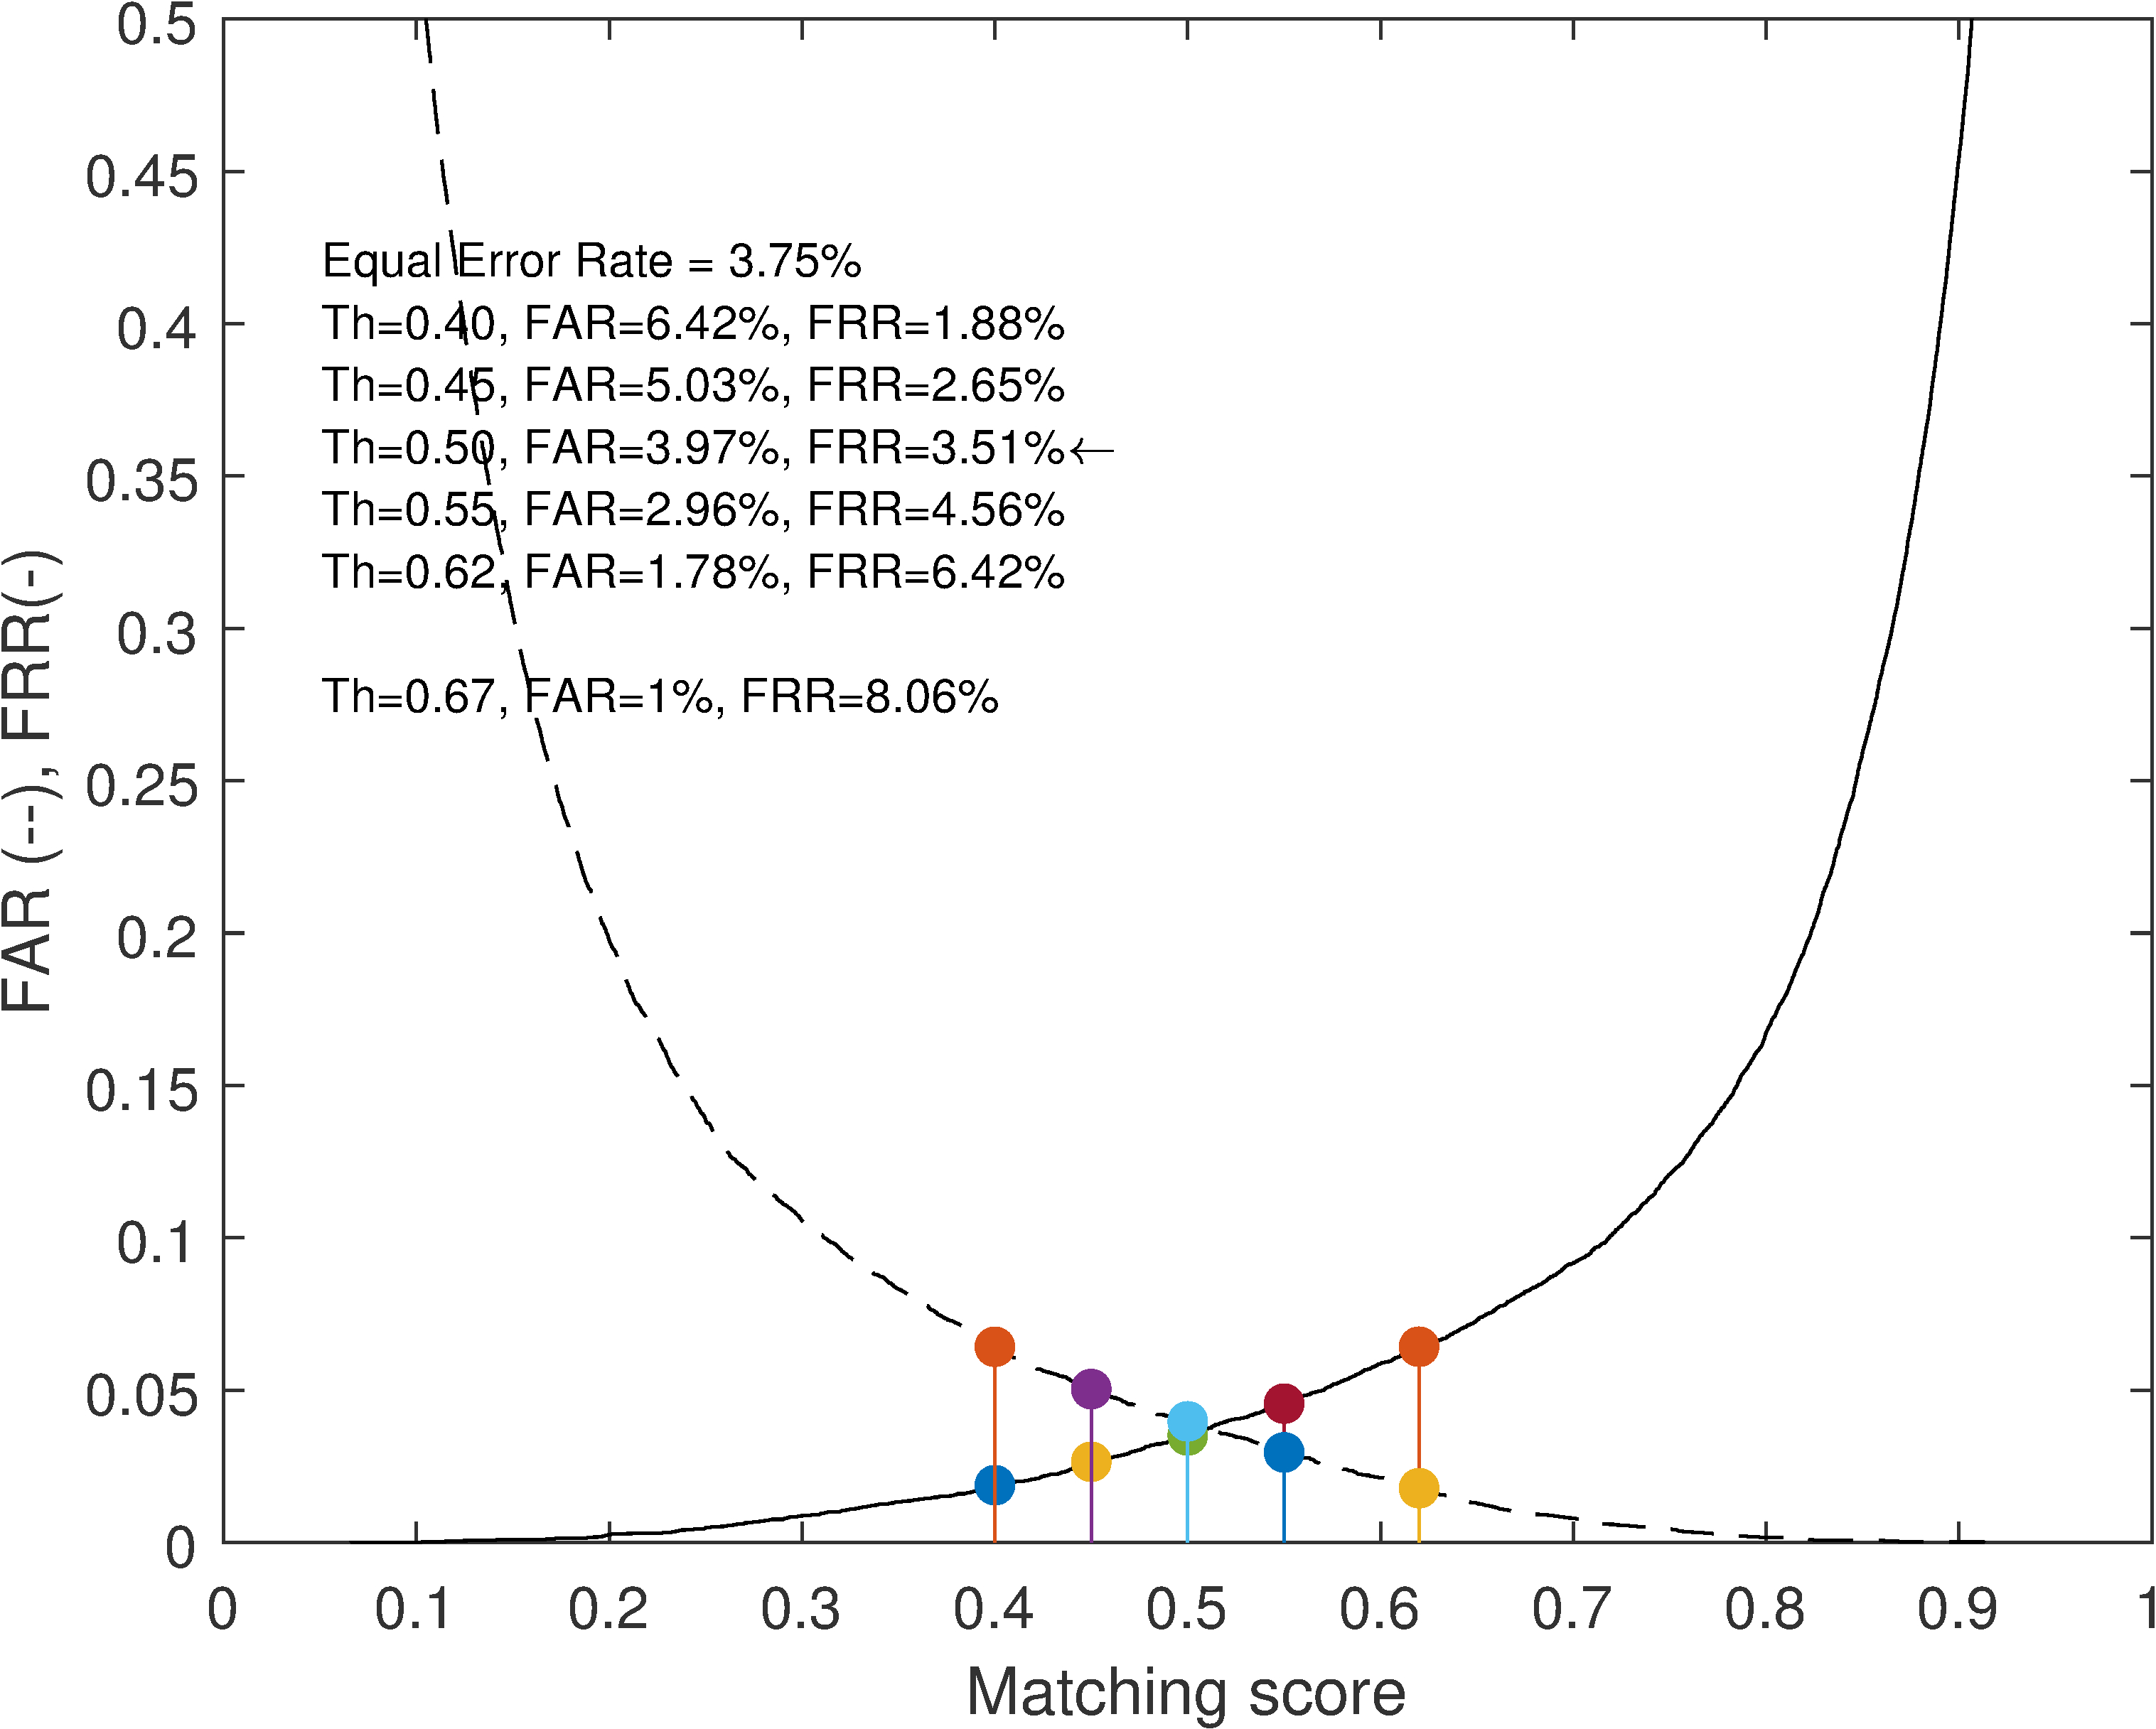 0.5
0.45
0.4
0.35
0.3
0.25
0.2
0.15
0.1
0.05
0
FAR (--), FRR(-)
Equal Error Rate = 3.75%
Th=0.40, FAR=6.42%, FRR=1.88%
Th=0.45, FAR=5.03%, FRR=2.65%
Th=0.50, FAR=3.97%, FRR=3.51%←
Th=0.55, FAR=2.96%, FRR=4.56%
Th=0.62, FAR=1.78%, FRR=6.42%
Th=0.67, FAR=1%, FRR=8.06%
0 0.1 0.2 0.3 0.4 0.5 0.6 0.7 0.8 0.9 1
Matching score